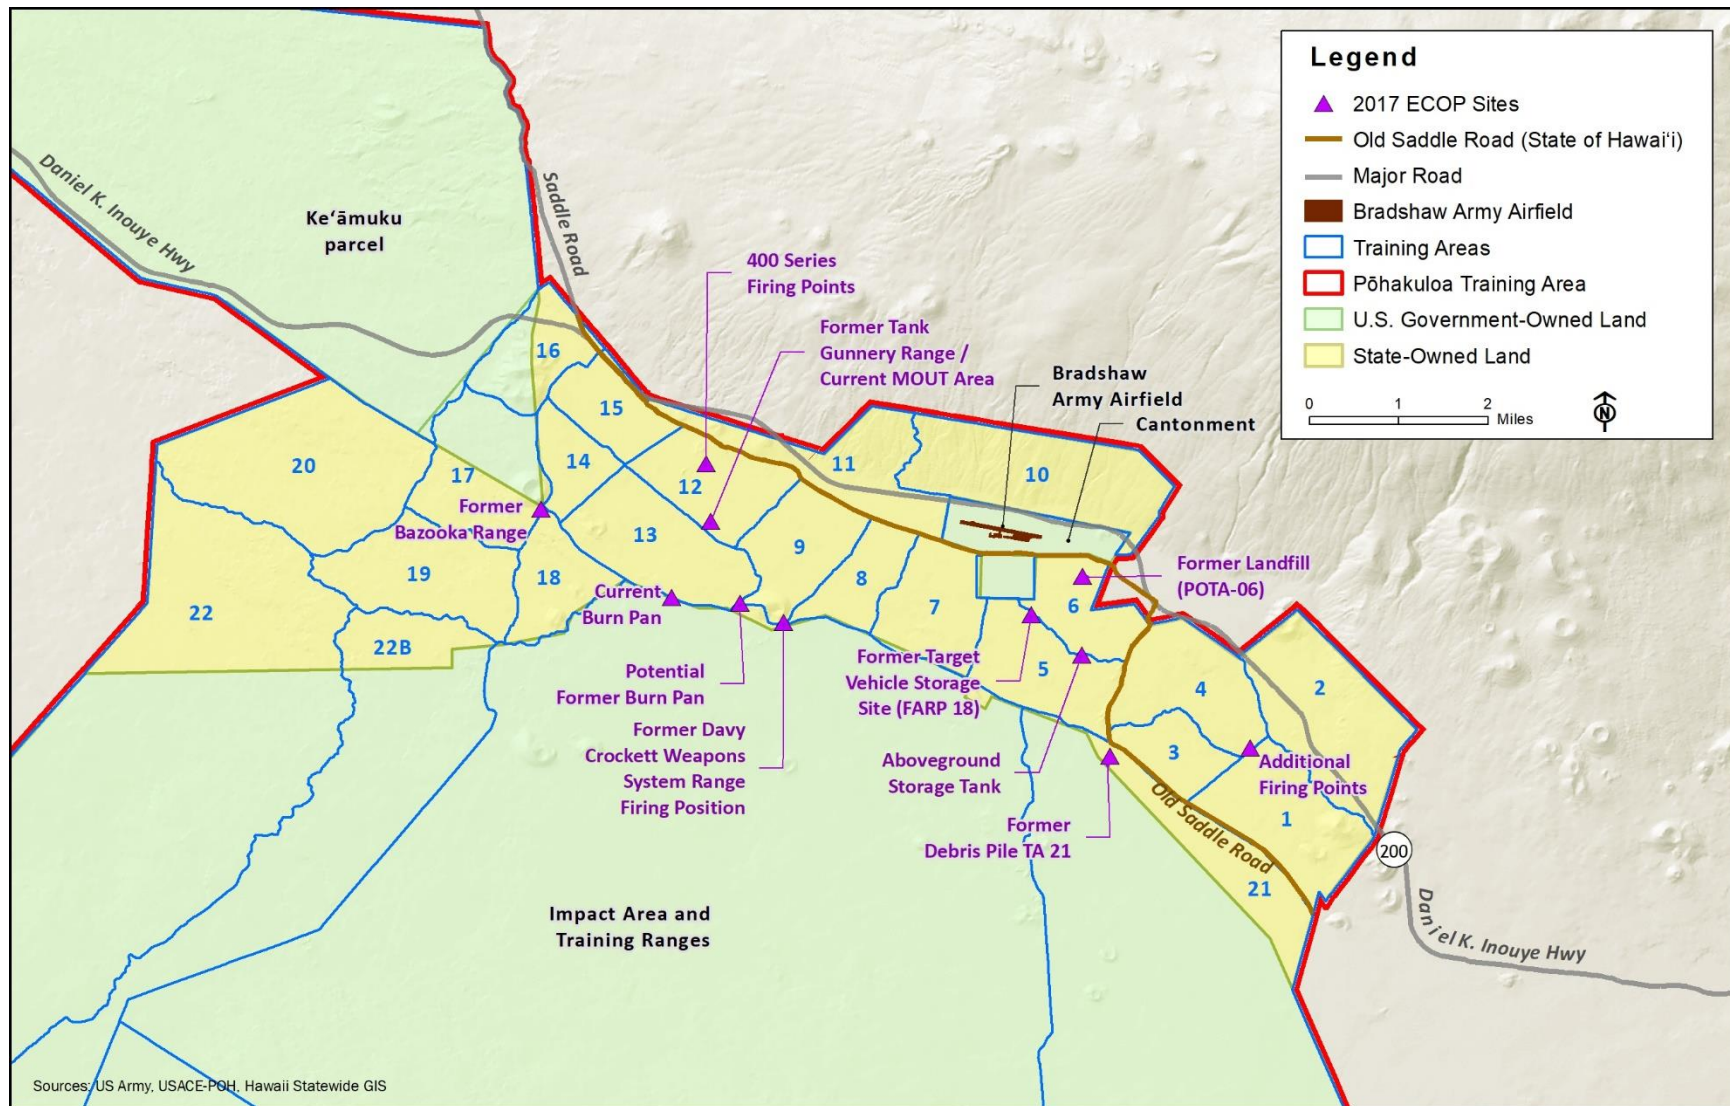 Legend
2017 ECOP Sites
Old Saddle Road (State of Hawai‘i)
Major Road
Bradshaw Army Airfield
Training Areas
Pōhakuloa Training Area
U.S. Government-Owned Land
State-Owned Land
0 1 2
Miles
N
Daniel K. Inouye Hwy
Ke‘āmuku
parcel
Saddle Road
400 Series
Firing Points
Former Tank
Gunnery Range /
Current MOUT Area
Bradshaw
Army Airfield
Cantonment
16
15
11
10
20
17
14
12
Former
Bazooka Range
13
9
8
7
6
Former Landfill
(POTA-06)
19
18
22
22B
Current
Burn Pan
Potential
Former Burn Pan
Former Davy
Crockett Weapons
System Range
Firing Position
Former Target
Vehicle Storage
Site (FARP 18)
5
4
2
Aboveground
Storage Tank
3
Additional
Firing Points
1
Former
Debris Pile TA 21
Old Saddle Road
21
200
Daniel K. Inouye Hwy
Impact Area and
Training Ranges
Sources: US Army, USACE-POH, Hawaii Statewide GIS